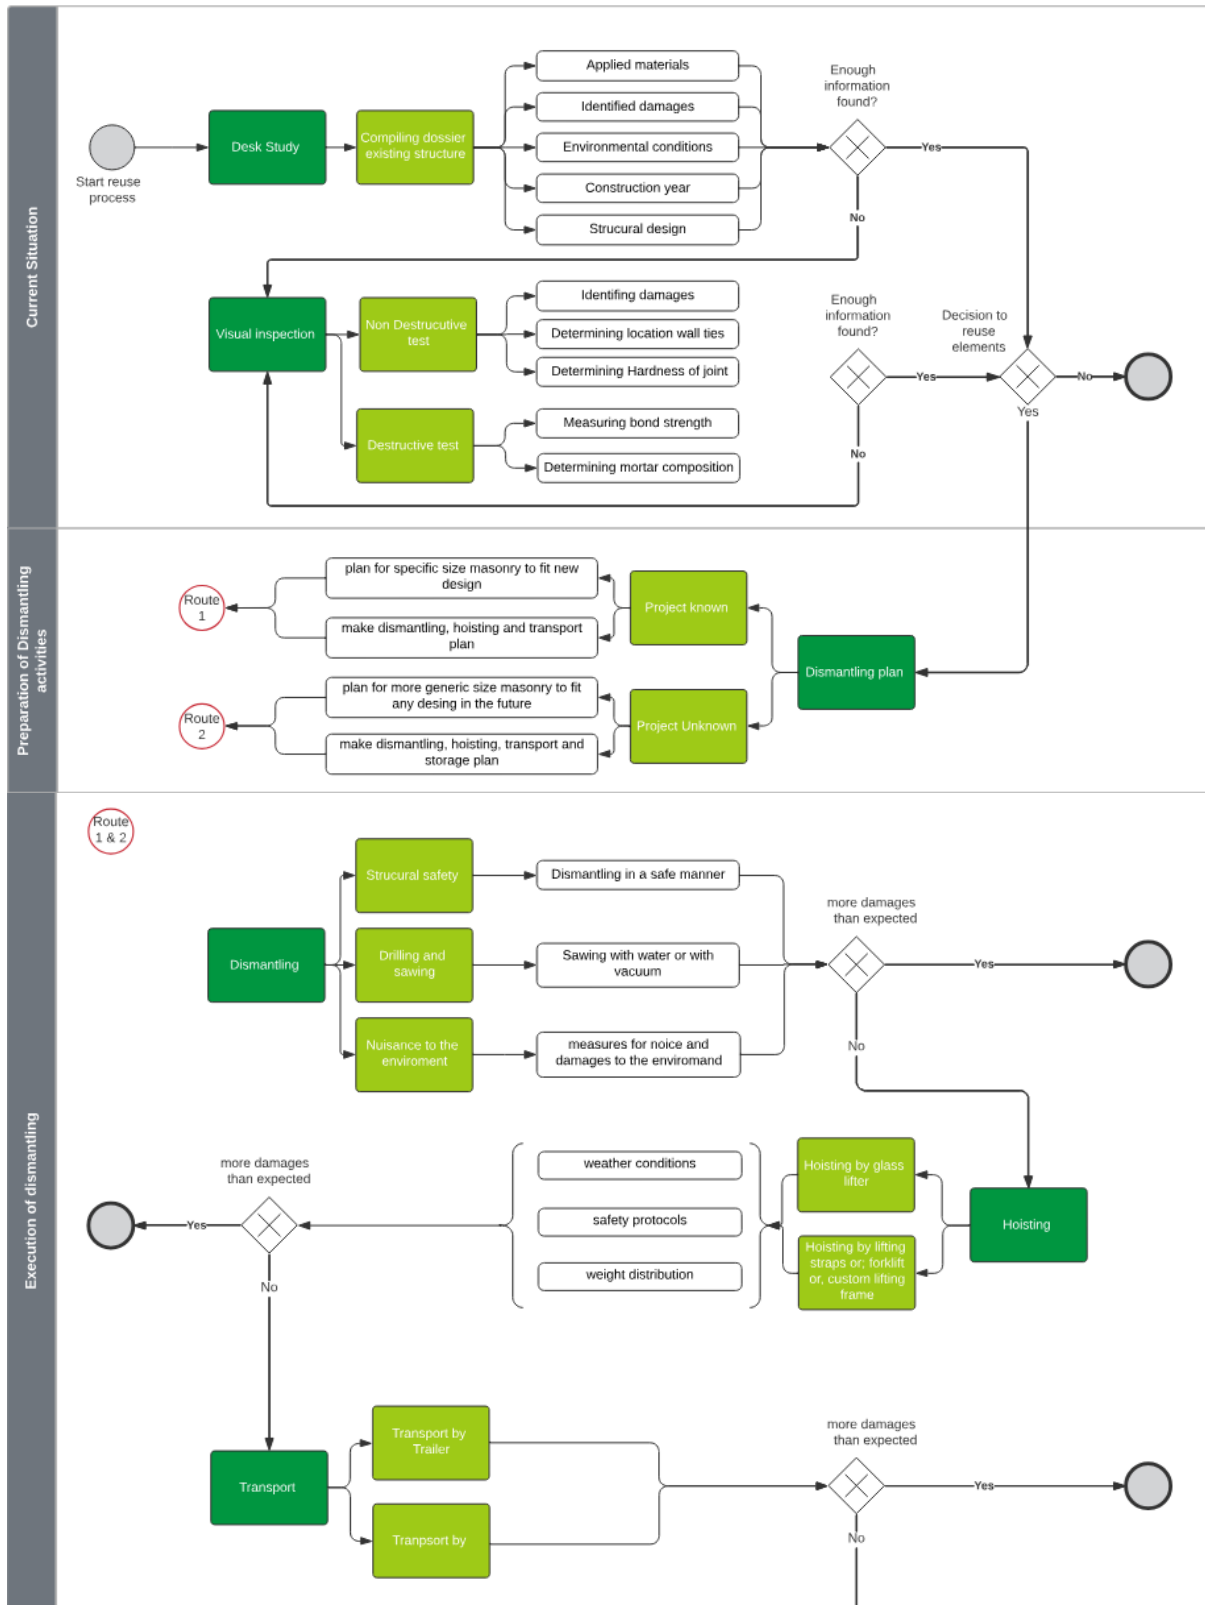 Current Situation
Start reuse
process
Desk Study
Compiling dossier
existing structure
Applied materials
Identified damages
Environmental conditions
Construction year
Strucural design
Enough
information
found?
Yes
No
Visual inspection
Non Destrucutive
test
Identifing damages
Determining location wall ties
Determining Hardness of joint
Destructive test
Measuring bond strength
Determining mortar composition
Enough
information
found?
Yes
No
Decision to
reuse
elements
No
Yes
Preparation of Dismantling
activities
Route
1
plan for specific size masonry to fit new
design
make dismantling, hoisting and transport
plan
Project known
Dismantling plan
Route
2
plan for more generic size masonry to fit
any desing in the future
make dismantling, hoisting, transport and
storage plan
Project Unknown
Execution of dismantling
Route
1 & 2
Dismantling
Strucural safety
Dismantling in a safe manner
Drilling and
sawing
Sawing with water or with
vacuum
Nuisance to the
enviroment
measures for noice and
damages to the enviromand
more damages
than expected
Yes
No
Hoisting
Hoisting by glass
lifter
Hoisting by lifting
straps or; forklift
or, custom lifting
frame
weather conditions
safety protocols
weight distribution
more damages
than expected
Yes
No
Transport
Transport by
Trailer
Tranpsort by
more damages
than expected
Yes
No